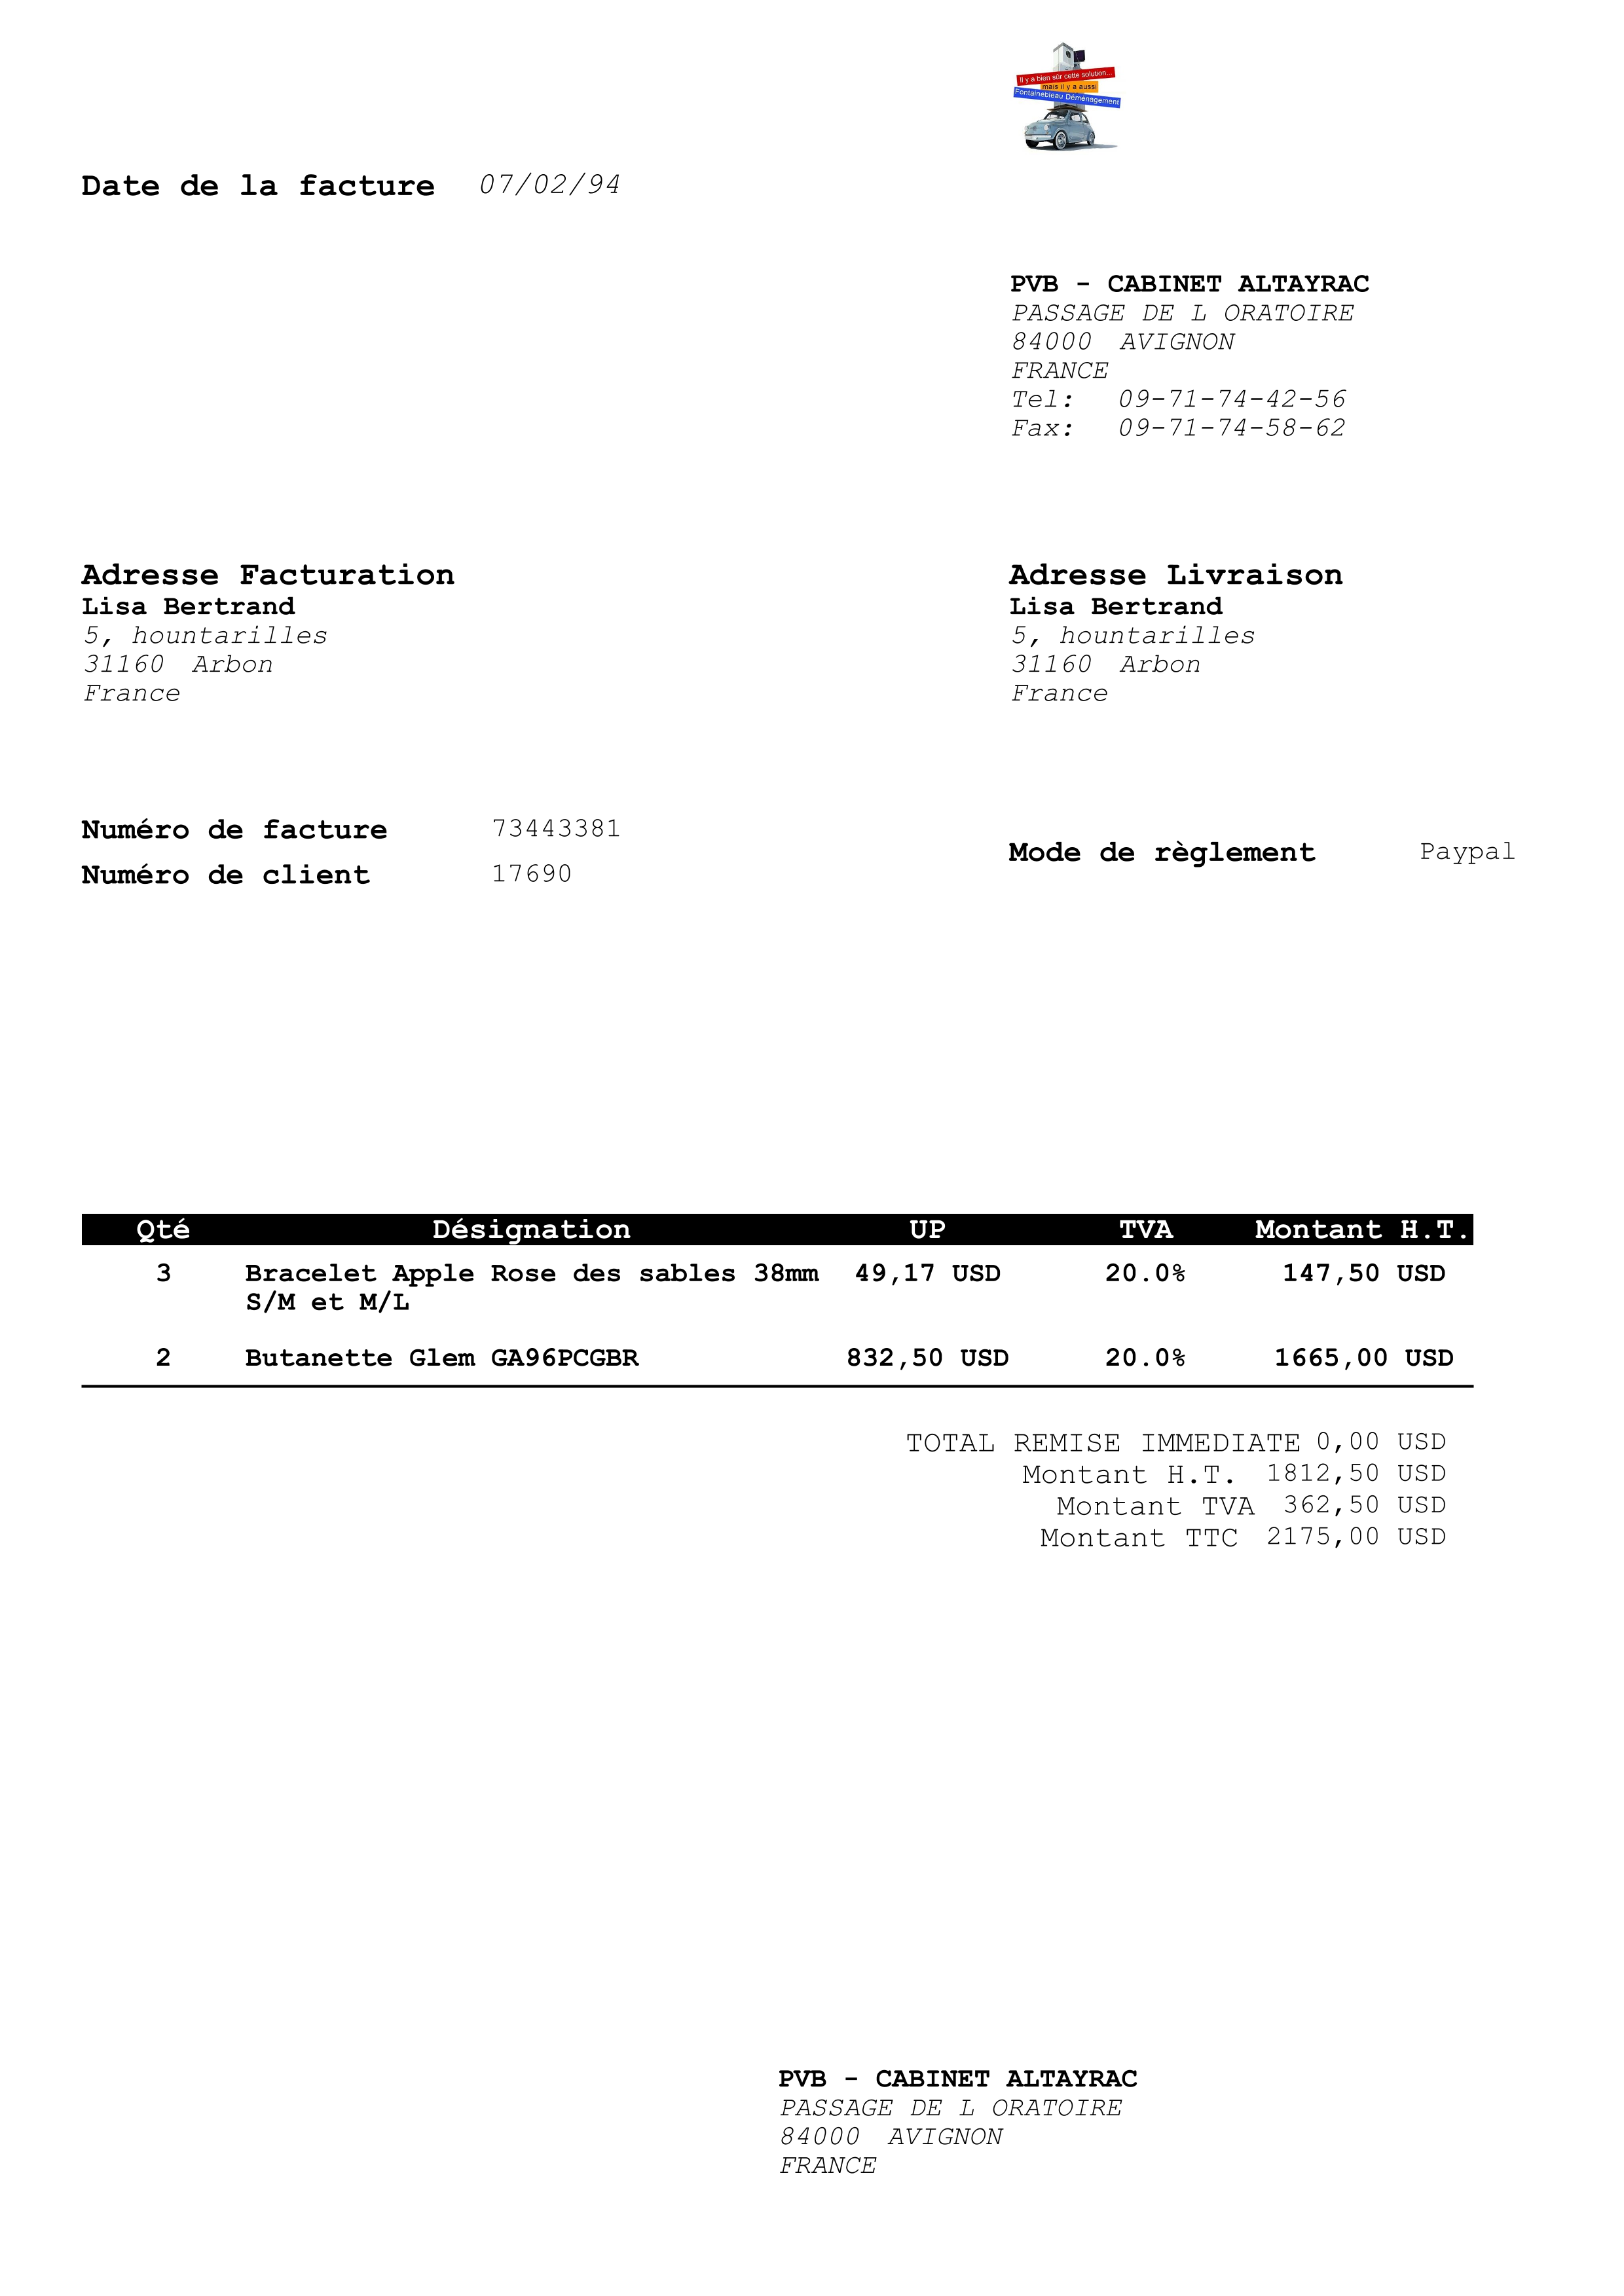 Il y a bien sûr cette solution...
mais il y a aussi
Fontainebleau Déménagement
Date de la facture 07/02/94
PVB - CABINET ALTAYRAC
PASSAGE DE L ORATOIRE
84000 AVIGNON
FRANCE
Tel: 09-71-74-42-56
Fax: 09-71-74-58-62
Adresse Facturation
Lisa Bertrand
5, hountarilles
31160 Arbon
France
Adresse Livraison
Lisa Bertrand
5, hountarilles
31160 Arbon
France
Numéro de facture 73443381
Numéro de client 17690
Mode de règlement Paypal
Qté Désignation UP TVA Montant H.T.
3 Bracelet Apple Rose des sables 38mm 49,17 USD 20.0% 147,50 USD
S/M et M/L
2 Butanette Glem GA96PCGBR 832,50 USD 20.0% 1665,00 USD
TOTAL REMISE IMMEDIATE 0,00 USD
Montant H.T. 1812,50 USD
Montant TVA 362,50 USD
Montant TTC 2175,00 USD
PVB - CABINET ALTAYRAC
PASSAGE DE L ORATOIRE
84000 AVIGNON
FRANCE